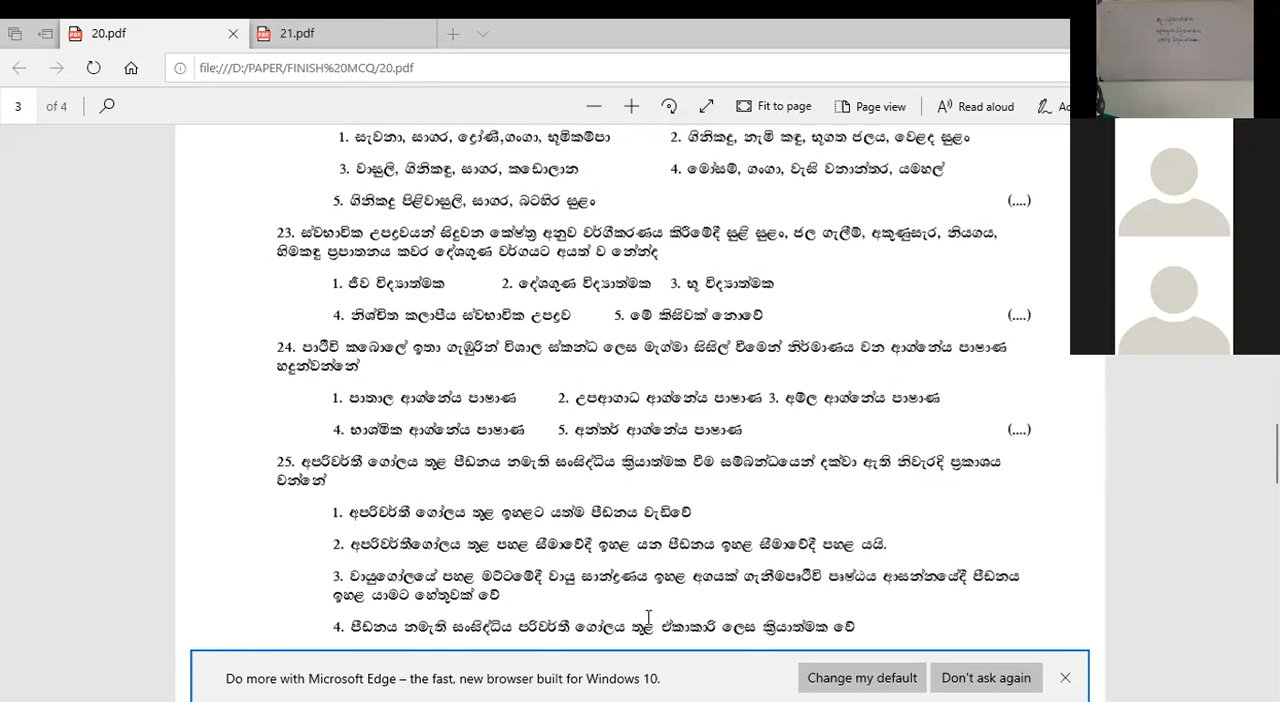 20.pdf
21.pdf
file:///D:/PAPER/FINISH%20MCQ/20.pdf
3 of 4
Fit to page
Page view
Read aloud
1. සැවනා, සාගර, ද්‍රෝණී,ගංගා, භූමිකම්පා 2. ගිනිකඳු, නැමි කඳු, භූගත ජලය, වෙළඳ සුළං
3. වාසුලි, ගිනිකඳු, සාගර, කඩොලාන 4. මෝසම්, ගංගා, වැසි වනාන්තර, යමහල්
5. ගිනිකඳු පිළිවාසුලි, සාගර, බටහිර සුළං (....)
23. ස්වභාවික උපද්‍රවයන් සිදුවන ක්ෂේත්‍ර අනුව වර්ගීකරණය කිරීමේදී සුළි සුළං, ජල ගැලීම්, අකුණුසැර, නියගය,
හිමකඳු ප්‍රපාතනය කවර දේශගුණ වර්ගයට අයත් ව නේන්ද
1. ජීව විද්‍යාත්මක 2. දේශගුණ විද්‍යාත්මක 3. භූ විද්‍යාත්මක
4. නිශ්චිත කලාපීය ස්වභාවික උපද්‍රව 5. මේ කිසිවක් නොවේ (....)
24. පෘථිවි කබොලේ ඉතා ගැඹුරින් විශාල ස්කන්ධ ලෙස මැග්මා සිසිල් වීමෙන් නිර්මාණය වන ආග්නේය පාෂාණ
හඳුන්වන්නේ
1. පාතාල ආග්නේය පාෂාණ 2. උපආගාධ ආග්නේය පාෂාණ 3. අම්ල ආග්නේය පාෂාණ
4. භාශ්මික ආග්නේය පාෂාණ 5. අන්තර් ආග්නේය පාෂාණ (....)
25. අපරිවර්තී ගෝලය තුළ පීඩනය නමැති සංසිද්ධිය ක්‍රියාත්මක වීම සම්බන්ධයෙන් දක්වා ඇති නිවැරදි ප්‍රකාශය
වන්නේ
1. අපරිවර්තී ගෝලය තුළ ඉහළට යත්ම පීඩනය වැඩිවේ
2. අපරිවර්තීගෝලය තුළ පහළ සීමාවේදී ඉහළ යන පීඩනය ඉහළ සීමාවේදී පහළ යයි.
3. වායුගෝලයේ පහළ මට්ටමේදී වායු සාන්ද්‍රණය ඉහළ අගයක් ගැනීමපෘථිවි පෘෂ්ඨය ආසන්නයේදී පීඩනය
ඉහළ යාමට හේතුවක් වේ
4. පීඩනය නමැති සංසිද්ධිය පරිවර්තී ගෝලය තුළ ඒකාකාරී ලෙස ක්‍රියාත්මක වේ
Do more with Microsoft Edge – the fast, new browser built for Windows 10.
Change my default
Don't ask again